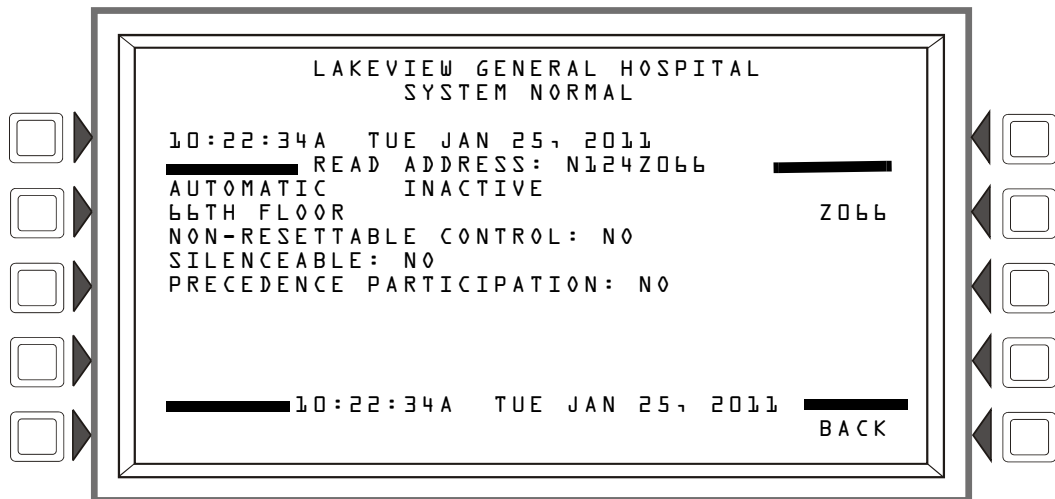 LAKEVIEW GENERAL HOSPITAL
SYSTEM NORMAL
10:22:34A TUE JAN 25, 2011
READ ADDRESS: N124Z066
AUTOMATIC INACTIVE
66TH FLOOR Z066
NON-RESETTABLE CONTROL: NO
SILENCEABLE: NO
PRECEDENCE PARTICIPATION: NO
10:22:34A TUE JAN 25, 2011
BACK